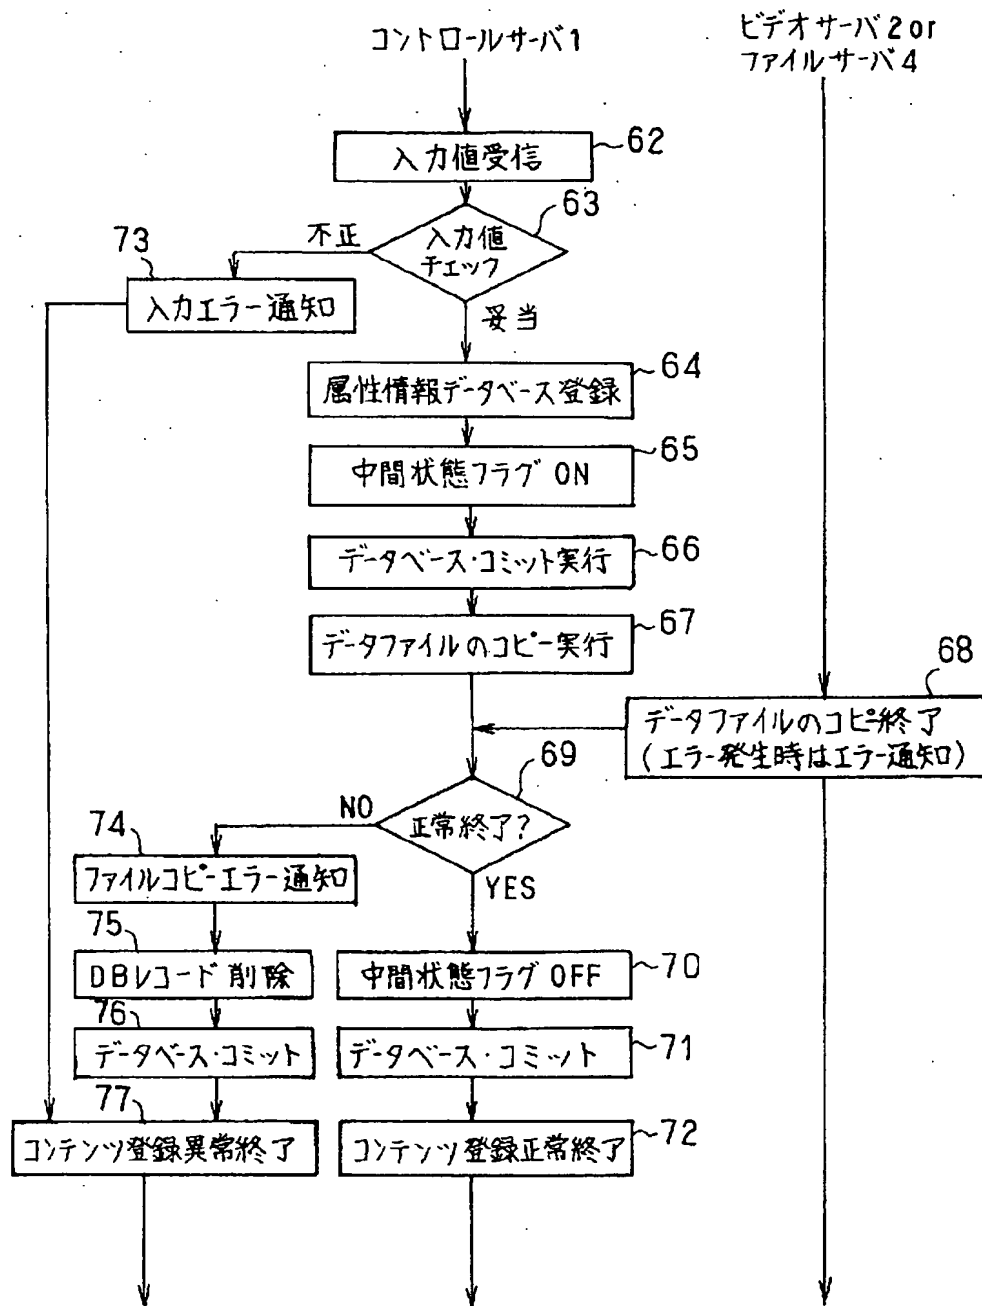 コントロールサーバ1
ビデオサーバ2or
ファイルサーバ4
入力値受信
62
63
入力値
チェック
不正
73
入力エラー通知
妥当
64
属性情報データベース登録
65
中間状態フラグ ON
66
データベース・コミット実行
67
データファイルのコピー実行
68
データファイルのコピー終了
(エラー発生時はエラー通知)
69
正常終了?
NO
74
ファイルコピーエラー通知
YES
75
DBレコード削除
中間状態フラグ OFF
70
76
データベース・コミット
データベース・コミット
71
77
コンテンツ登録異常終了
コンテンツ登録正常終了
72